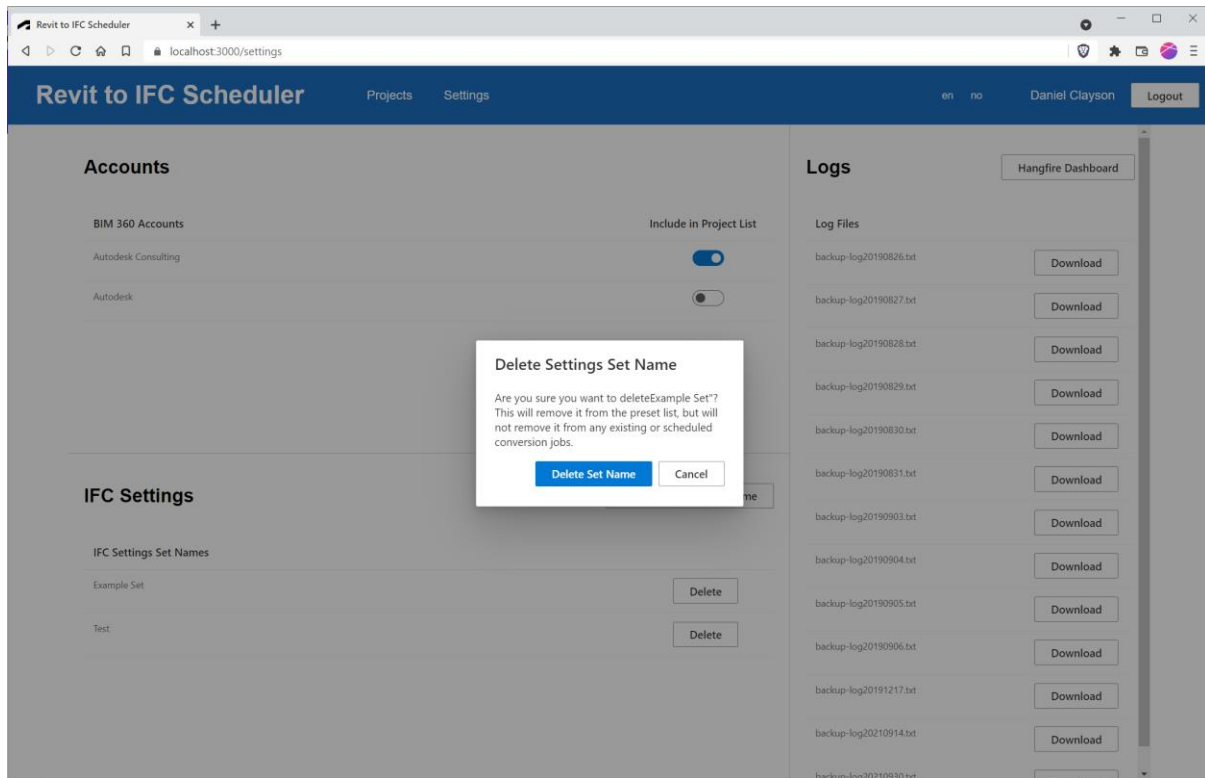 Revit to IFC Scheduler
localhost:3000/settings
Revit to IFC Scheduler
Projects
Settings
en
no
Daniel Clayson
Logout
Accounts
BIM 360 Accounts
Include in Project List
Autodesk Consulting
Autodesk
Delete Settings Set Name
Are you sure you want to deleteExample Set"?
This will remove it from the preset list, but will
not remove it from any existing or scheduled
conversion jobs.
Delete Set Name
Cancel
IFC Settings
me
IFC Settings Set Names
Example Set
Delete
Test
Delete
Logs
Hangfire Dashboard
Log Files
backup-log20190826.txt
Download
backup-log20190827.txt
Download
backup-log20190828.txt
Download
backup-log20190829.txt
Download
backup-log20190830.txt
Download
backup-log20190831.txt
Download
backup-log20190903.txt
Download
backup-log20190904.txt
Download
backup-log20190905.txt
Download
backup-log20190906.txt
Download
backup-log20191217.txt
Download
backup-log20210914.txt
Download
backup-log20210930.txt